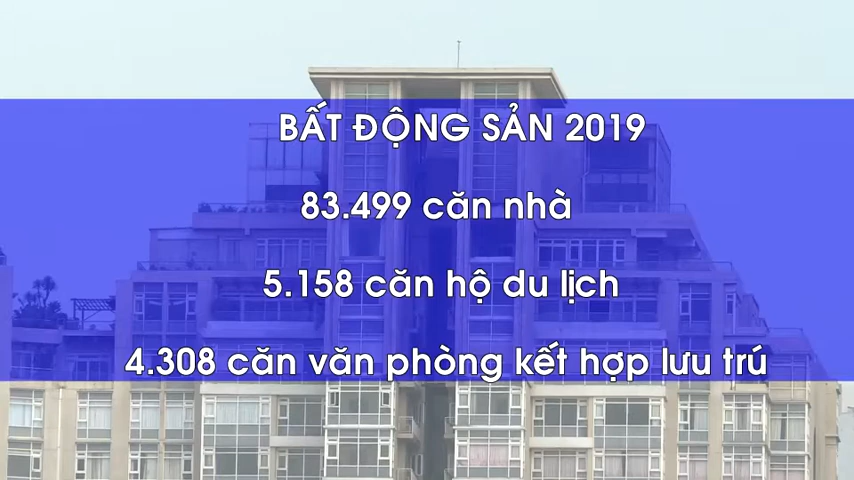 BẤT ĐỘNG SẢN 2019
83.499 căn nhà
5.158 căn hộ du lịch
4.308 căn văn phòng kết hợp lưu trú